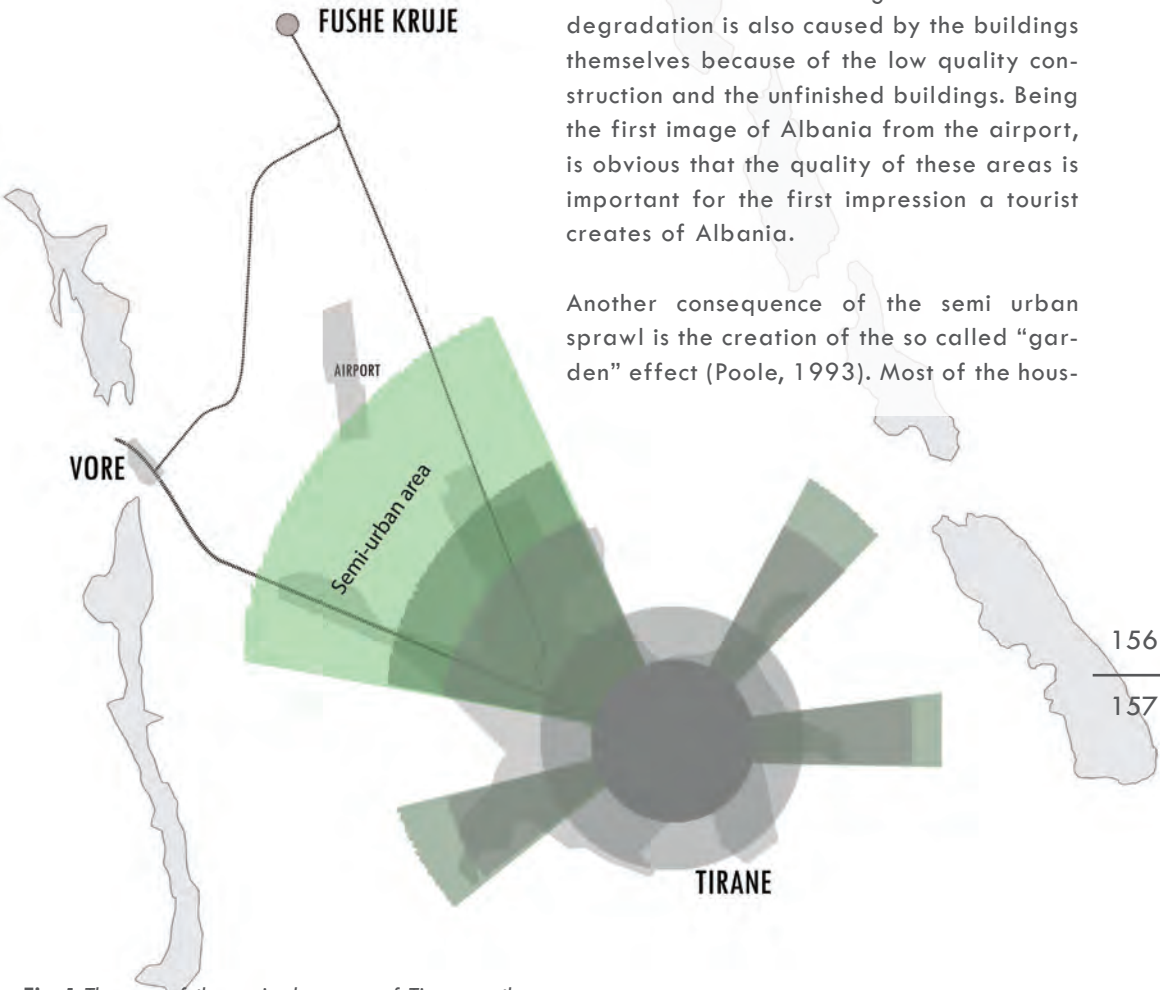 FUSHE KRUJE
degradation is also caused by the buildings
themselves because of the low quality con-
struction and the unfinished buildings. Being
the first image of Albania from the airport,
is obvious that the quality of these areas is
important for the first impression a tourist
creates of Albania.
Another consequence of the semi urban
sprawl is the creation of the so called “gar-
den” effect (Poole, 1993). Most of the hous-
AIRPORT
VORE
Semi-urban area
TIRANE
156
157